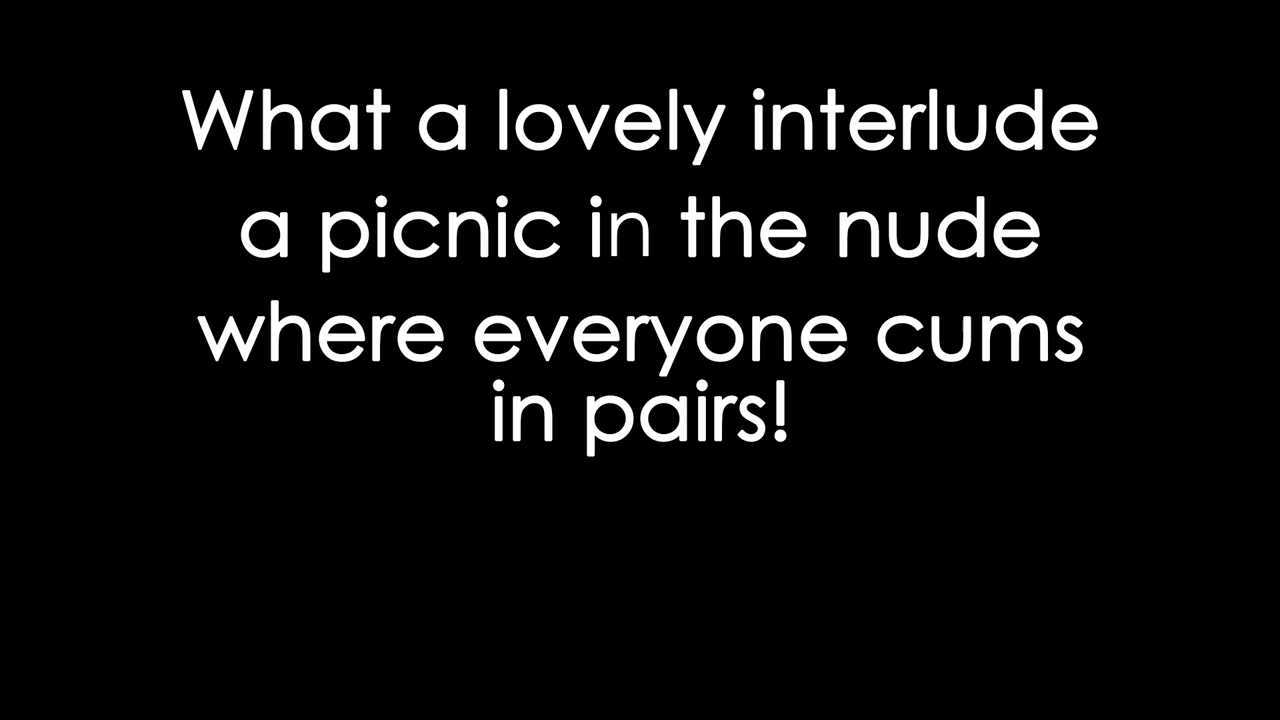 What a lovely interlude
a picnic in the nude
where everyone cums
in pairs!